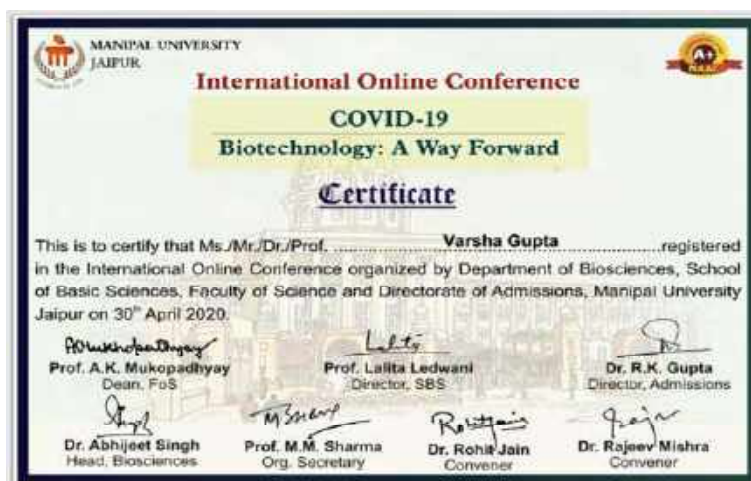 MANIPAL UNIVERSITY
JAIPUR
A+
NAAC
International Online Conference
COVID-19
Biotechnology: A Way Forward
Certificate
This is to certify that Ms./Mr./Dr./Prof. Varsha Gupta registered
in the International Online Conference organized by Department of Biosciences, School
of Basic Sciences, Faculty of Science and Directorate of Admissions, Manipal University
Jaipur on 30th April 2020.
Prof. A.K. Mukopadhyay
Dean, FoS
Prof. Lalita Ledwani
Director, SBS
Dr. R.K. Gupta
Director, Admissions
Dr. Abhijeet Singh
Head, Biosciences
Prof. M.M. Sharma
Org. Secretary
Dr. Rohit Jain
Convener
Dr. Rajeev Mishra
Convener